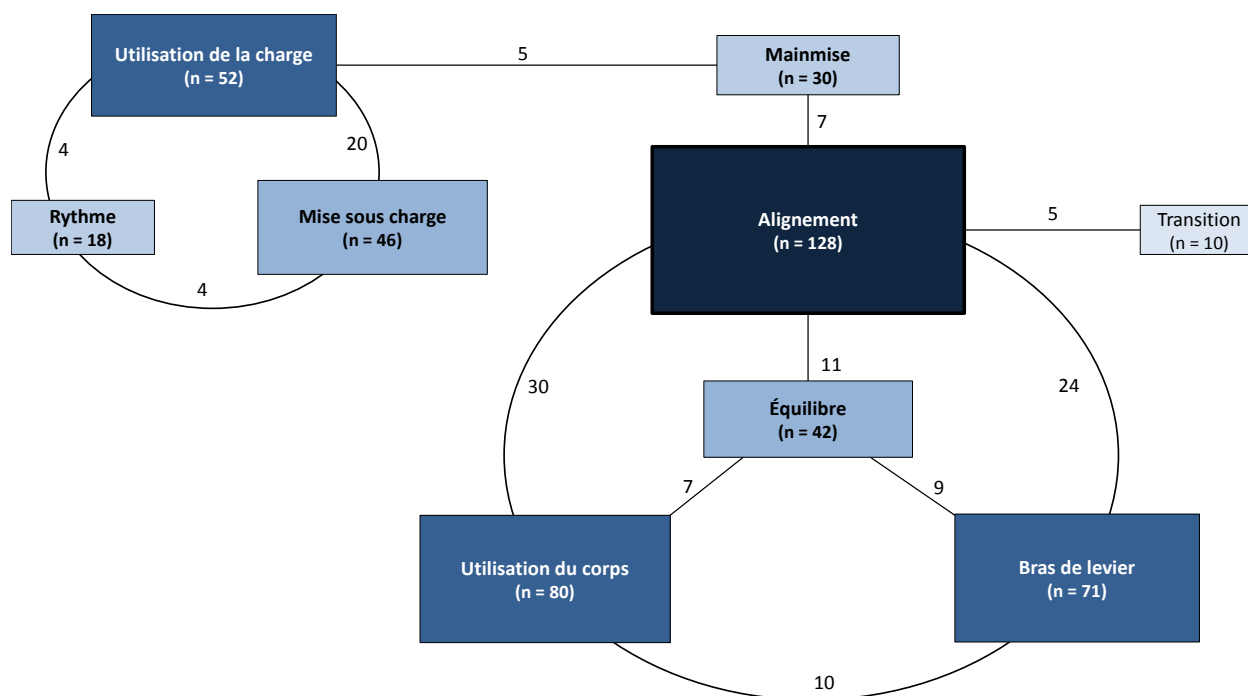 Utilisation de la charge
(n = 52)
5
Mainmise
(n = 30)
7
4
20
Rythme
(n = 18)
Mise sous charge
(n = 46)
4
Alignement
(n = 128)
5
Transition
(n = 10)
11
30
24
Équilibre
(n = 42)
7
9
Utilisation du corps
(n = 80)
Bras de levier
(n = 71)
10